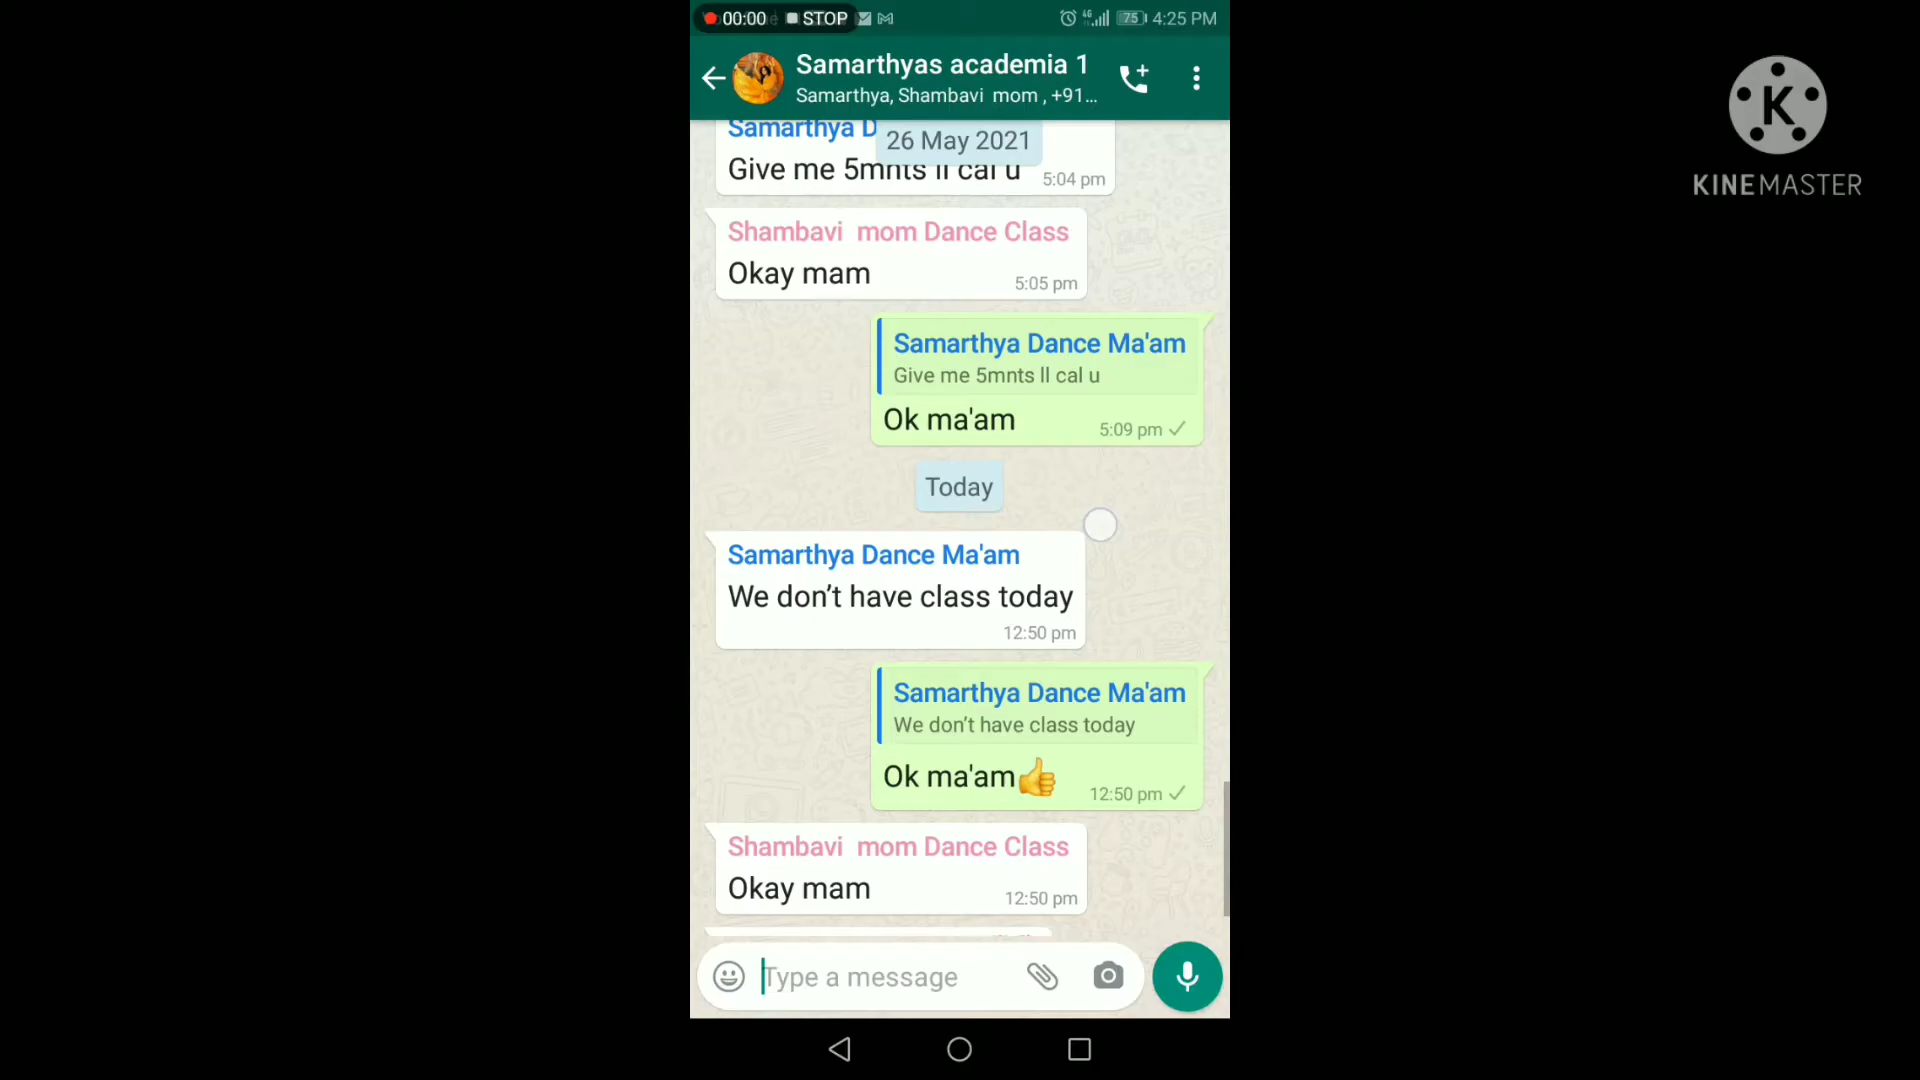 00:00 STOP 4G 75 4:25 PM
Samarthyas academia 1
Samarthya, Shambavi mom , +91...
Samarthya D
26 May 2021
Give me 5mnts ll cal u 5:04 pm
Shambavi mom Dance Class
Okay mam 5:05 pm
Samarthya Dance Ma'am
Give me 5mnts ll cal u
Ok ma'am 5:09 pm
Today
Samarthya Dance Ma'am
We don’t have class today
12:50 pm
Samarthya Dance Ma'am
We don’t have class today
Ok ma'am👍 12:50 pm
Shambavi mom Dance Class
Okay mam 12:50 pm
Type a message
K
KINEMASTER